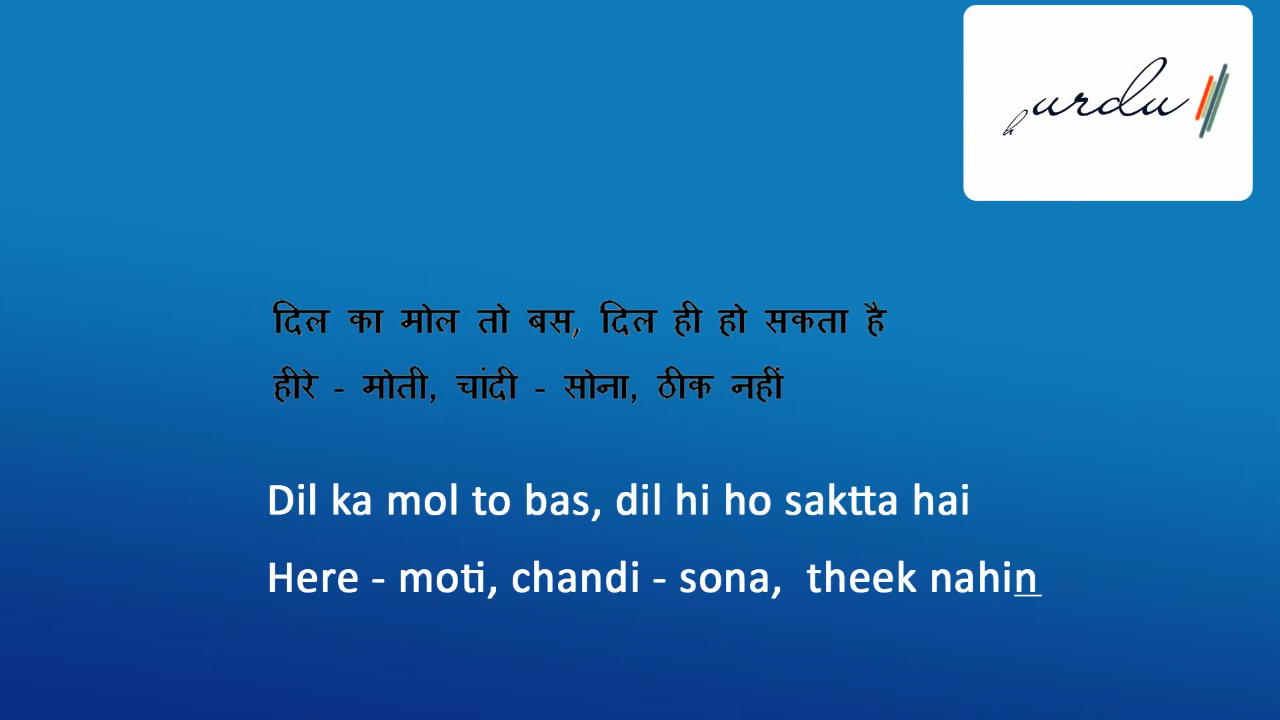 urdu
दिल का मोल तो बस, दिल ही हो सकता है
हीरे - मोती, चांदी - सोना, ठीक नहीं
Dil ka mol to bas, dil hi ho saktta hai
Here - moti, chandi - sona, theek nahin